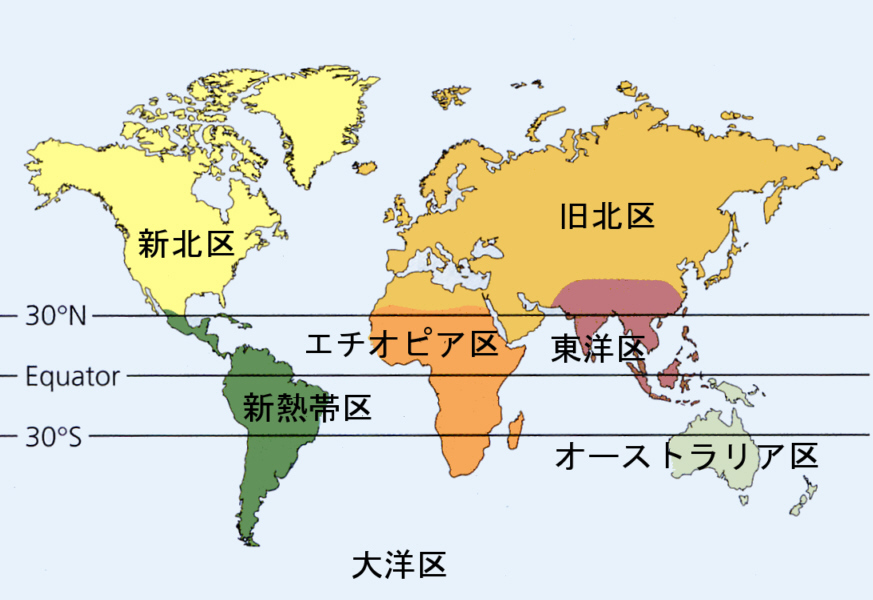 旧北区
新北区
30°N
エチオピア区
東洋区
Equator
新熱帯区
30°S
オーストラリア区
大洋区